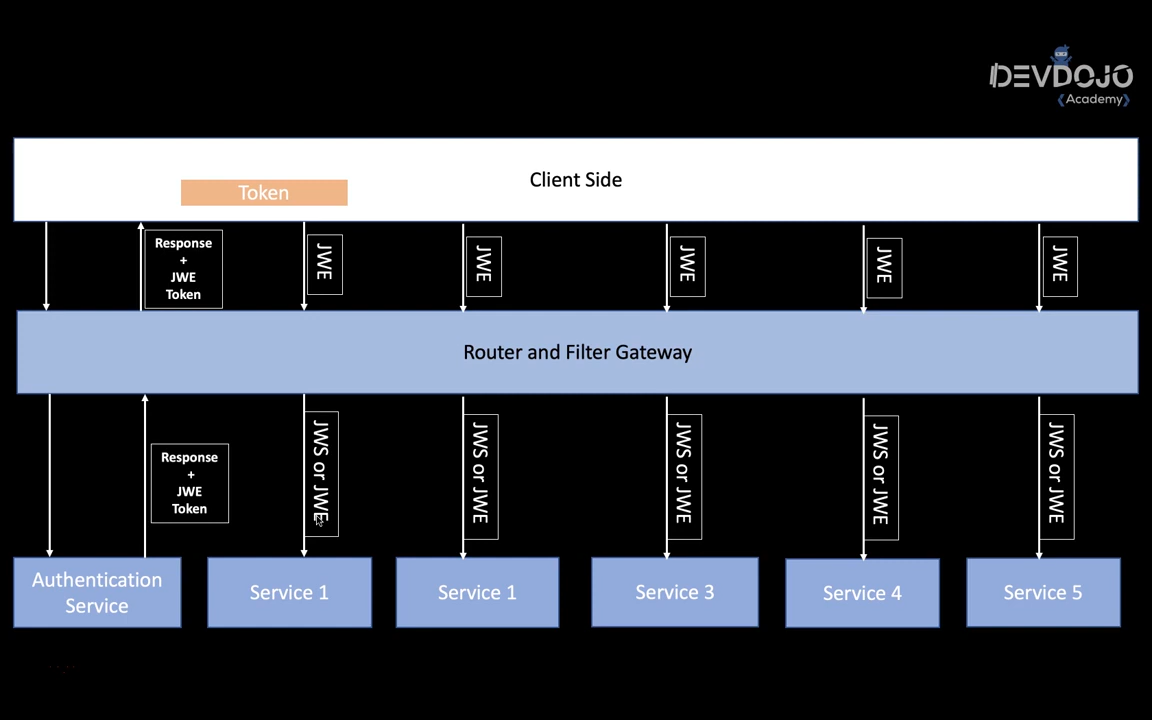 DEVDOJO
Academy
Client Side
Token
Response
+
JWE
Token
JWE
JWE
JWE
JWE
JWE
Router and Filter Gateway
Response
+
JWE
Token
JWS or JWE
JWS or JWE
JWS or JWE
JWS or JWE
JWS or JWE
Authentication
Service
Service 1
Service 1
Service 3
Service 4
Service 5